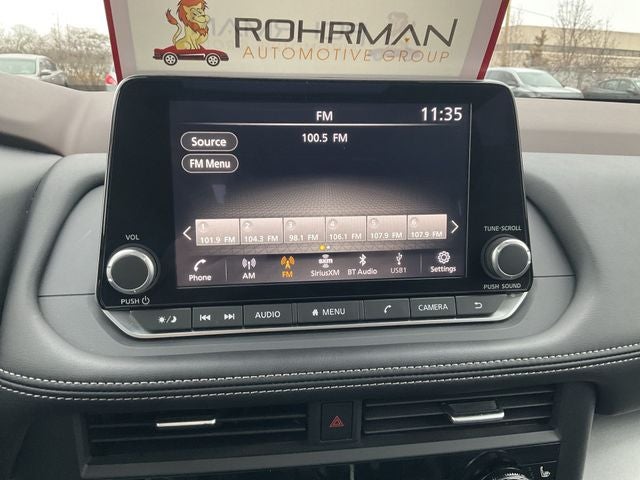 ROHRMAN
AUTOMOTIVE GROUP
FM 11:35
Source 100.5 FM
FM Menu
1 2 3 4 5 6
101.9 FM 104.3 FM 98.1 FM 106.1 FM 107.9 FM 107.9 FM
Phone AM FM SiriusXM BT Audio USB1 Settings
VOL TUNE·SCROLL
PUSH PUSH SOUND
AUDIO MENU CAMERA